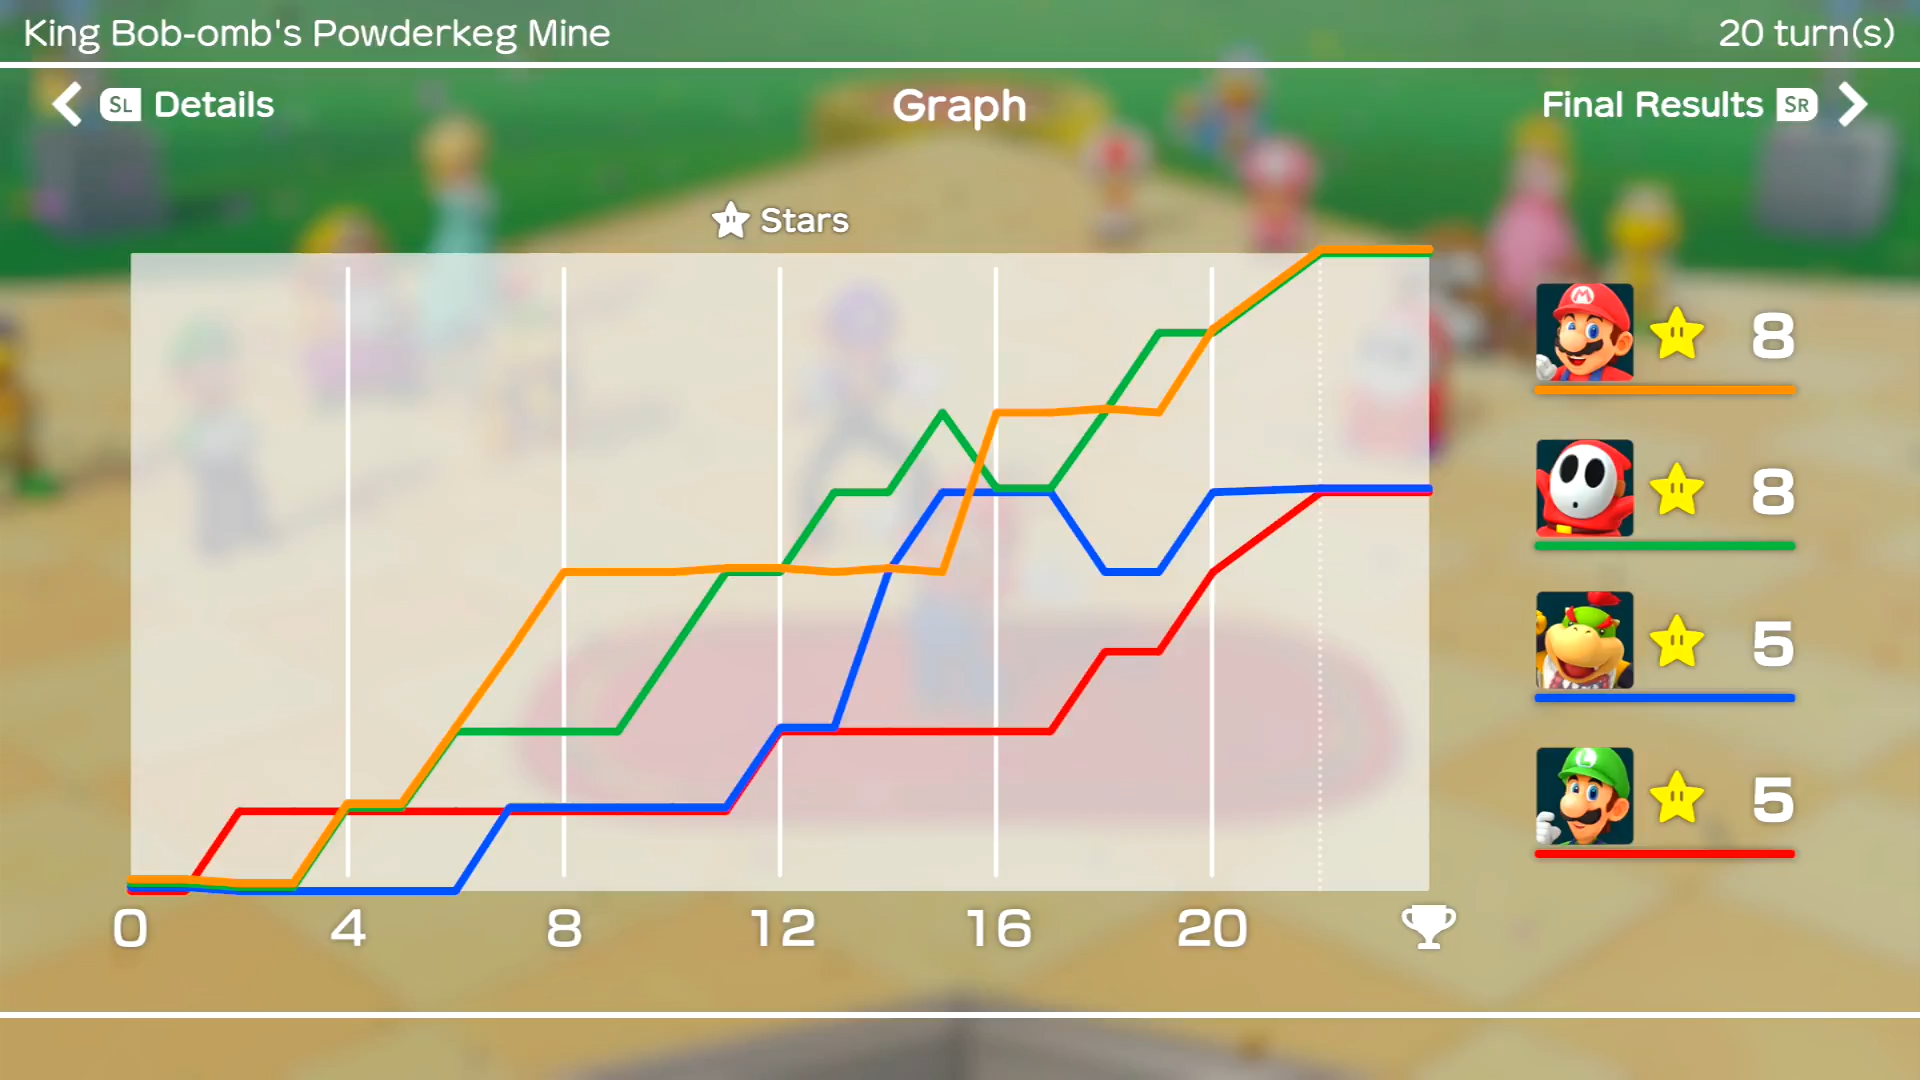 King Bob-omb's Powderkeg Mine
20 turn(s)
SL Details
Graph
Final Results SR
Stars
M 8
8
5
L 5
0 4 8 12 16 20